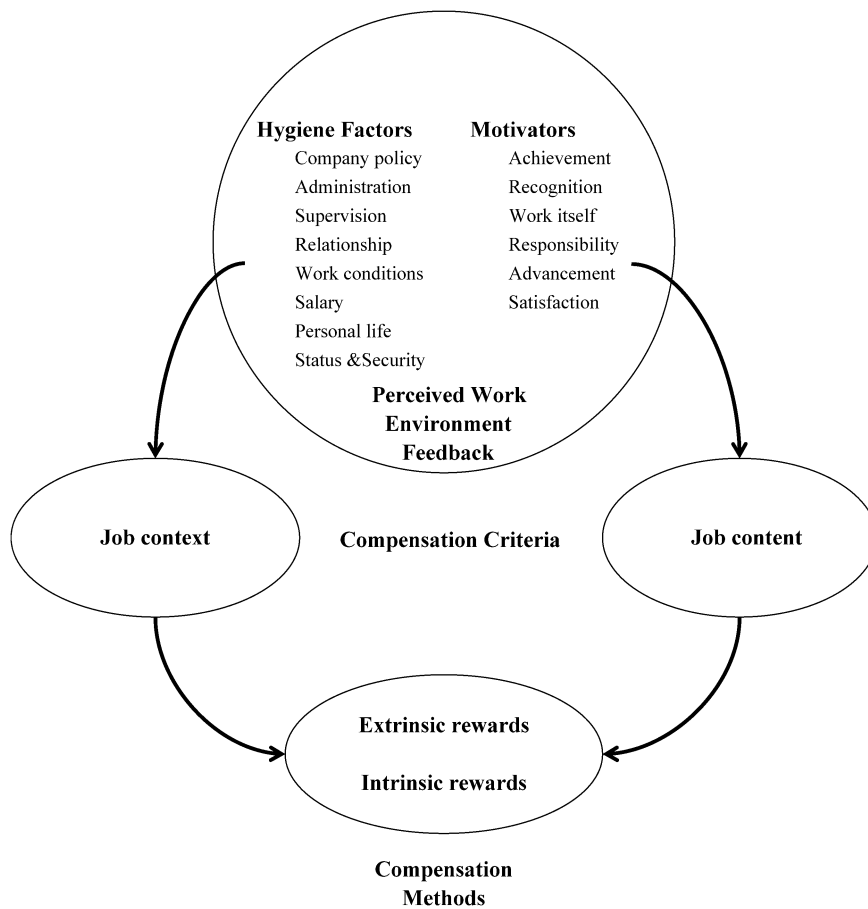 Hygiene Factors
Company policy
Administration
Supervision
Relationship
Work conditions
Salary
Personal life
Status &Security
Motivators
Achievement
Recognition
Work itself
Responsibility
Advancement
Satisfaction
Perceived Work
Environment
Feedback
Job context
Compensation Criteria
Job content
Extrinsic rewards
Intrinsic rewards
Compensation
Methods